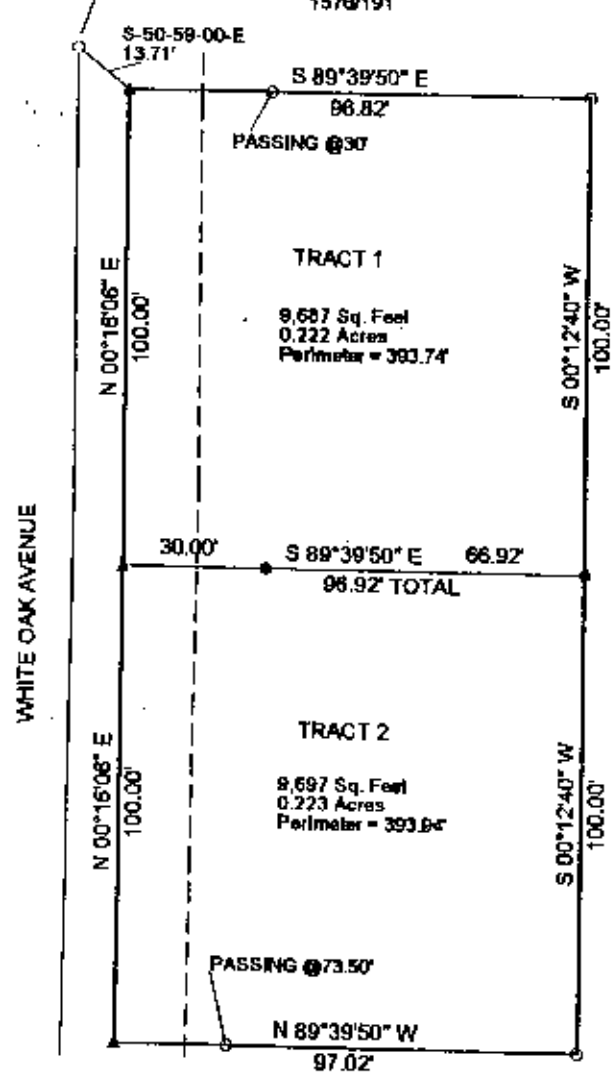 1576/191
S-50-59-00-E
13.71'
S 89°39'50" E
96.82'
PASSING @30'
TRACT 1
9,687 Sq. Feet
0.222 Acres
Perimeter = 393.74'
N 00°16'06" E
100.00'
S 00°12'40" W
100.00'
30.00'
S 89°39'50" E
66.92'
96.92' TOTAL
WHITE OAK AVENUE
TRACT 2
9,697 Sq. Feet
0.223 Acres
Perimeter = 393.94'
N 00°16'06" E
100.00'
S 00°12'40" W
100.00'
PASSING @73.50'
N 89°39'50" W
97.02'